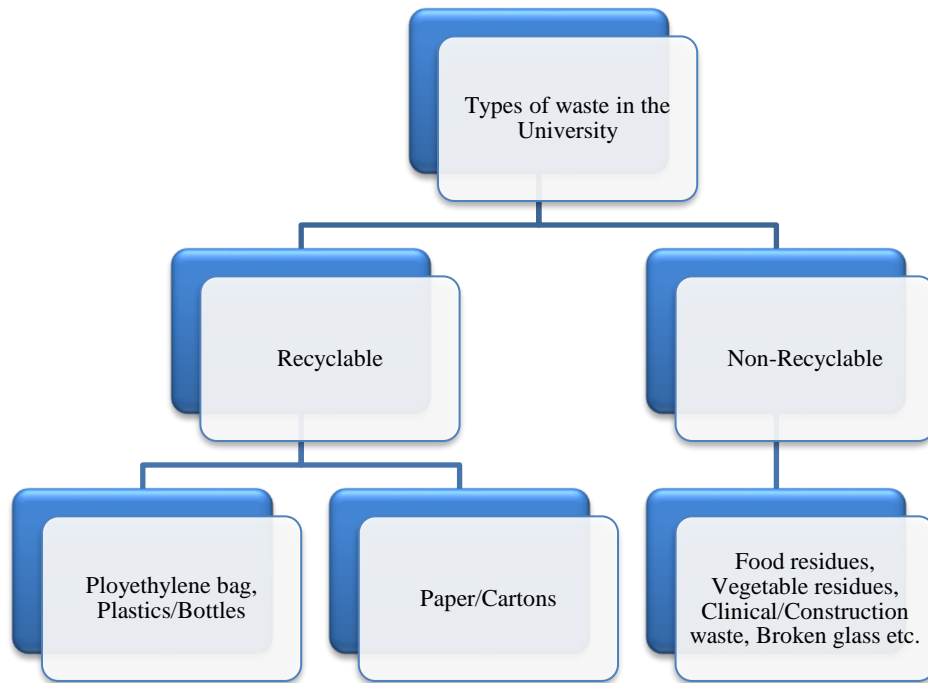 Types of waste in the
University
Recyclable
Non-Recyclable
Ployethylene bag,
Plastics/Bottles
Paper/Cartons
Food residues,
Vegetable residues,
Clinical/Construction
waste, Broken glass etc.